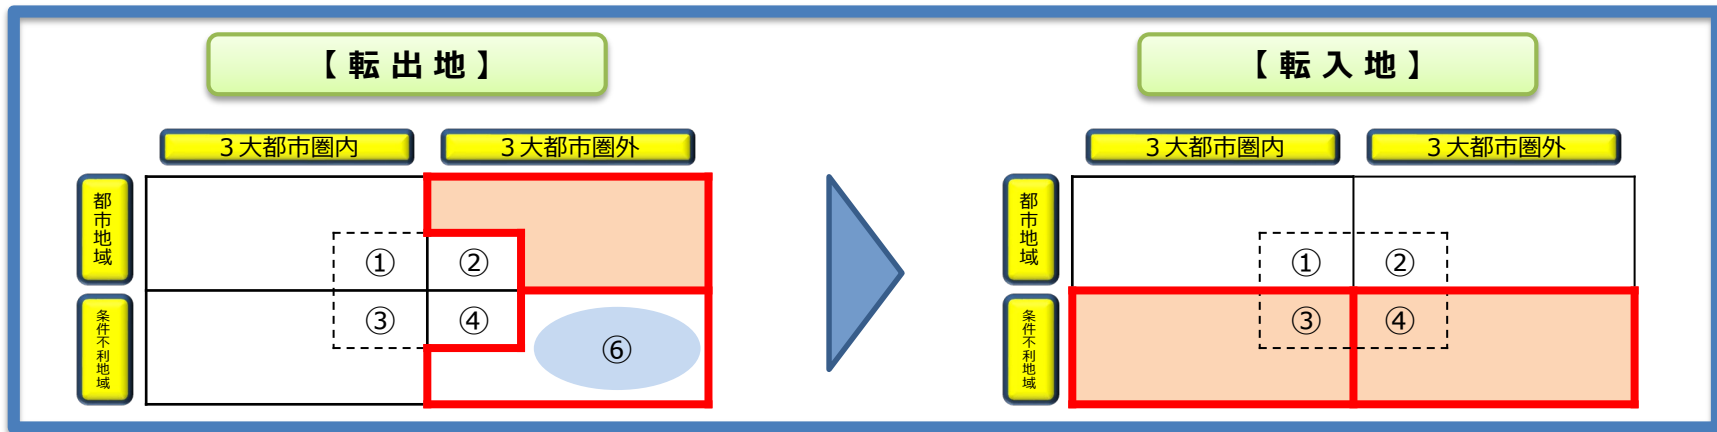 【 転 出 地 】
３大都市圏内
３大都市圏外
都市地域
①
②
条件不利地域
③
④
⑥
【 転 入 地 】
３大都市圏内
３大都市圏外
都市地域
①
②
条件不利地域
③
④